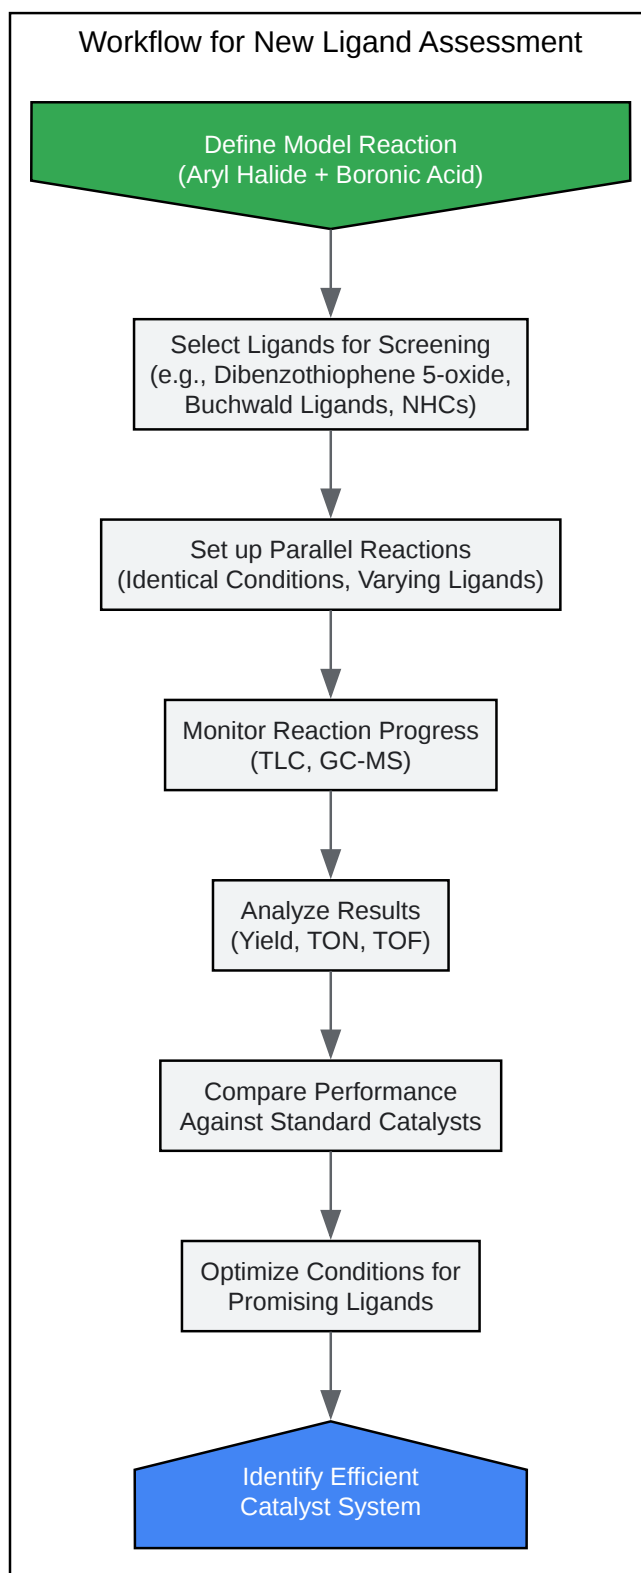 Workflow for New Ligand Assessment
Define Model Reaction
(Aryl Halide + Boronic Acid)
Select Ligands for Screening
(e.g., Dibenzothiophene 5-oxide,
Buchwald Ligands, NHCs)
Set up Parallel Reactions
(Identical Conditions, Varying Ligands)
Monitor Reaction Progress
(TLC, GC-MS)
Analyze Results
(Yield, TON, TOF)
Compare Performance
Against Standard Catalysts
Optimize Conditions for
Promising Ligands
Identify Efficient
Catalyst System